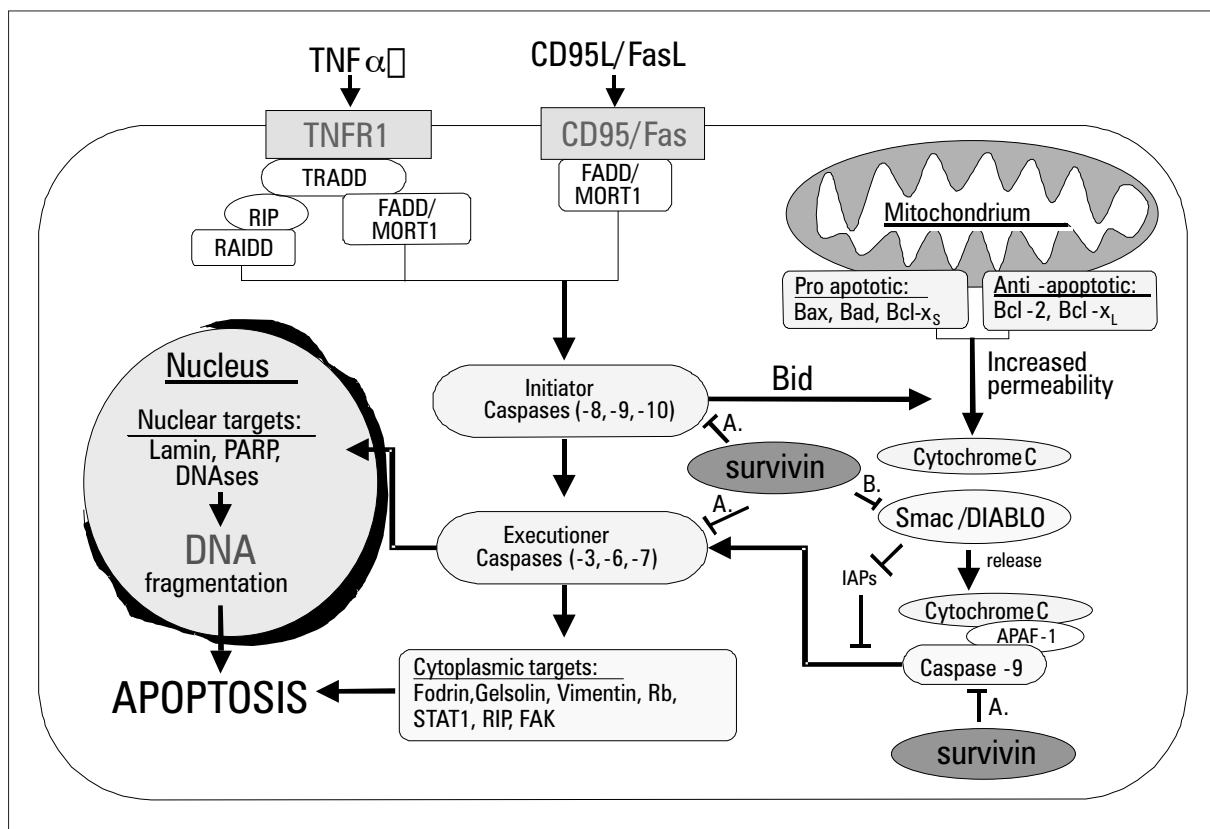 TNF α□
CD95L/FasL
TNFR1
CD95/Fas
TRADD
FADD/
MORT1
RIP
FADD/
MORT1
RAIDD
Mitochondrium
Pro apototic:
Bax, Bad, Bcl-xS
Anti -apoptotic:
Bcl -2, Bcl -xL
Increased
permeability
Nucleus
Nuclear targets:
Lamin, PARP,
DNAses
DNA
fragmentation
Initiator
Caspases (-8, -9, -10)
Bid
A.
survivin
B.
A.
Cytochrome C
Smac /DIABLO
release
IAPs
Executioner
Caspases (-3, -6, -7)
Cytochrome C
APAF -1
Caspase -9
A.
survivin
Cytoplasmic targets:
Fodrin,Gelsolin, Vimentin, Rb,
STAT1, RIP, FAK
APOPTOSIS